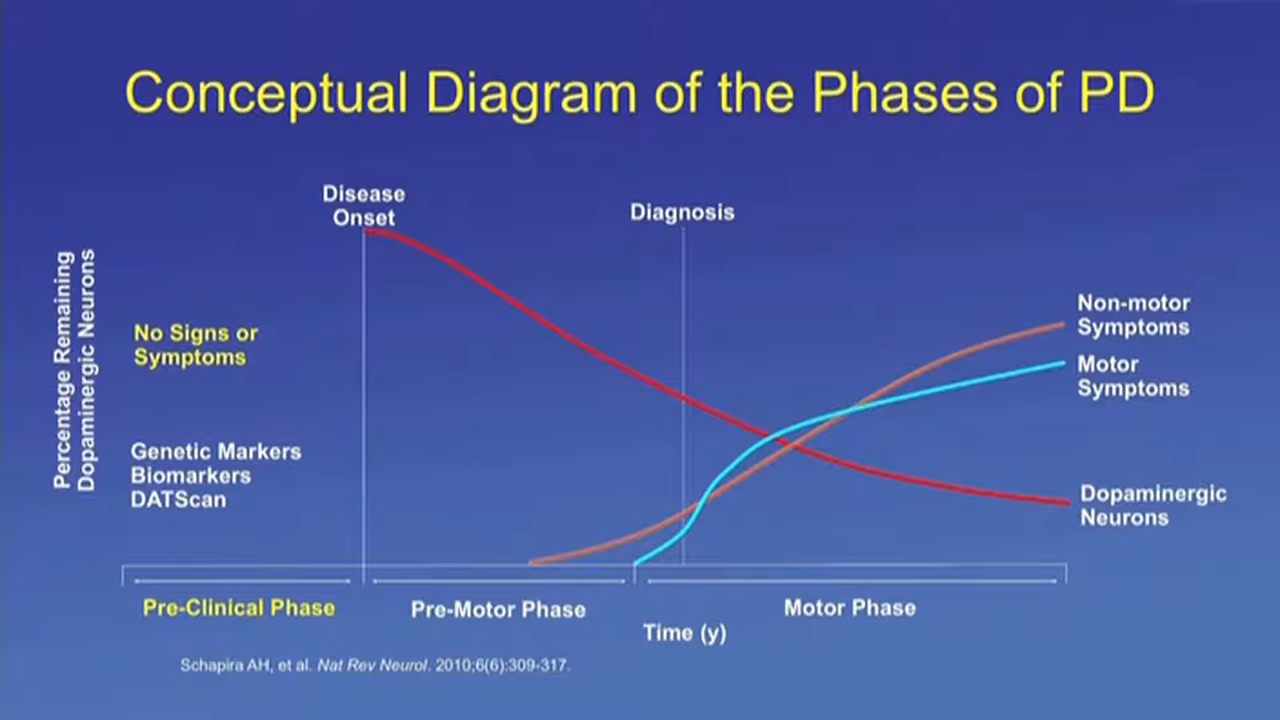 Conceptual Diagram of the Phases of PD
Disease
Onset
Diagnosis
Percentage Remaining
Dopaminergic Neurons
No Signs or
Symptoms
Genetic Markers
Biomarkers
DATScan
Non-motor
Symptoms
Motor
Symptoms
Dopaminergic
Neurons
Pre-Clinical Phase
Pre-Motor Phase
Motor Phase
Time (y)
Schapira AH, et al. Nat Rev Neurol. 2010;6(6):309-317.